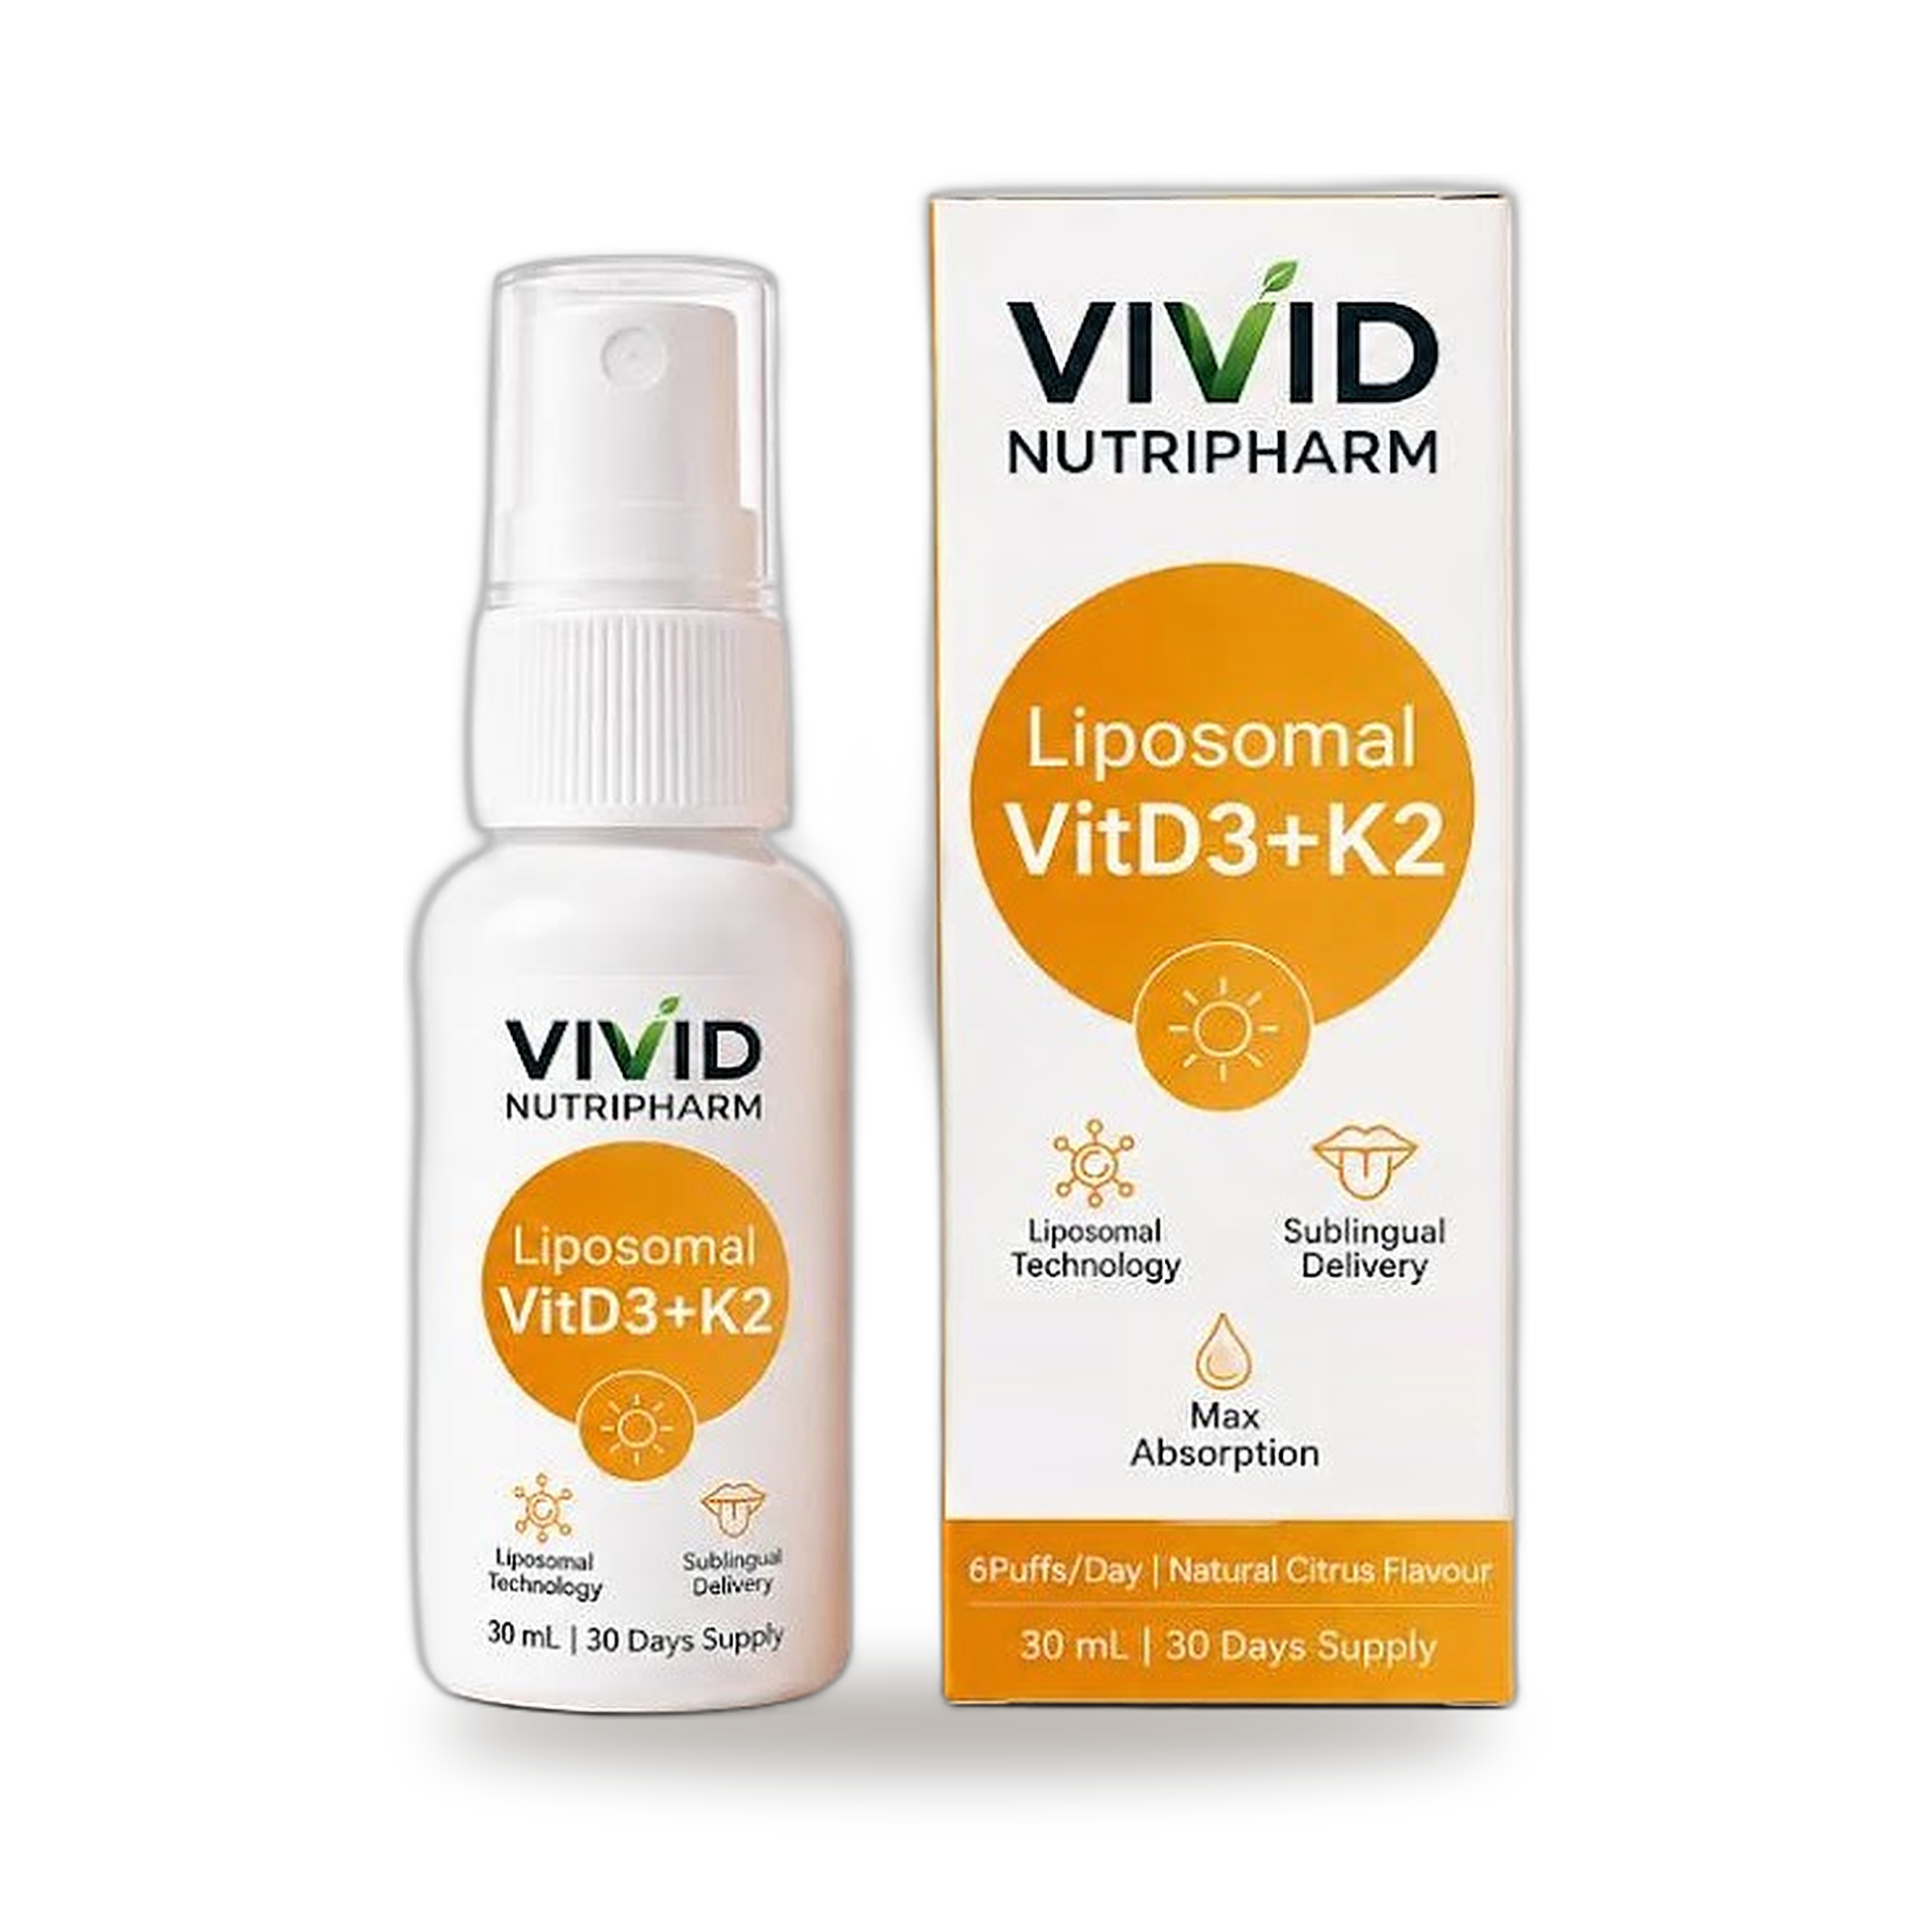 VIVID
NUTRIPHARM
Liposomal
VitD3+K2
Liposomal
Technology
Sublingual
Delivery
30 mL | 30 Days Supply
VIVID
NUTRIPHARM
Liposomal
VitD3+K2
Liposomal
Technology
Sublingual
Delivery
Max
Absorption
6Puffs/Day | Natural Citrus Flavour
30 mL | 30 Days Supply